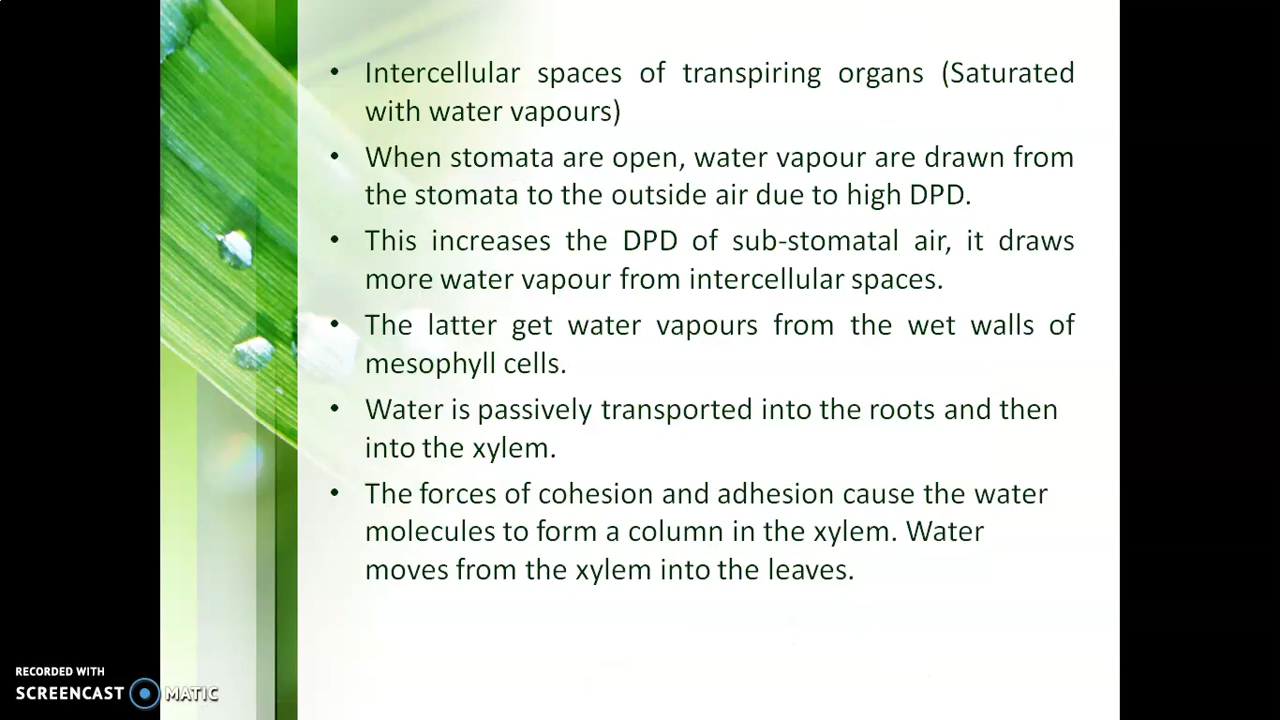 • Intercellular spaces of transpiring organs (Saturated
with water vapours)
• When stomata are open, water vapour are drawn from
the stomata to the outside air due to high DPD.
• This increases the DPD of sub-stomatal air, it draws
more water vapour from intercellular spaces.
• The latter get water vapours from the wet walls of
mesophyll cells.
• Water is passively transported into the roots and then
into the xylem.
• The forces of cohesion and adhesion cause the water
molecules to form a column in the xylem. Water
moves from the xylem into the leaves.
RECORDED WITH
SCREENCAST MATIC